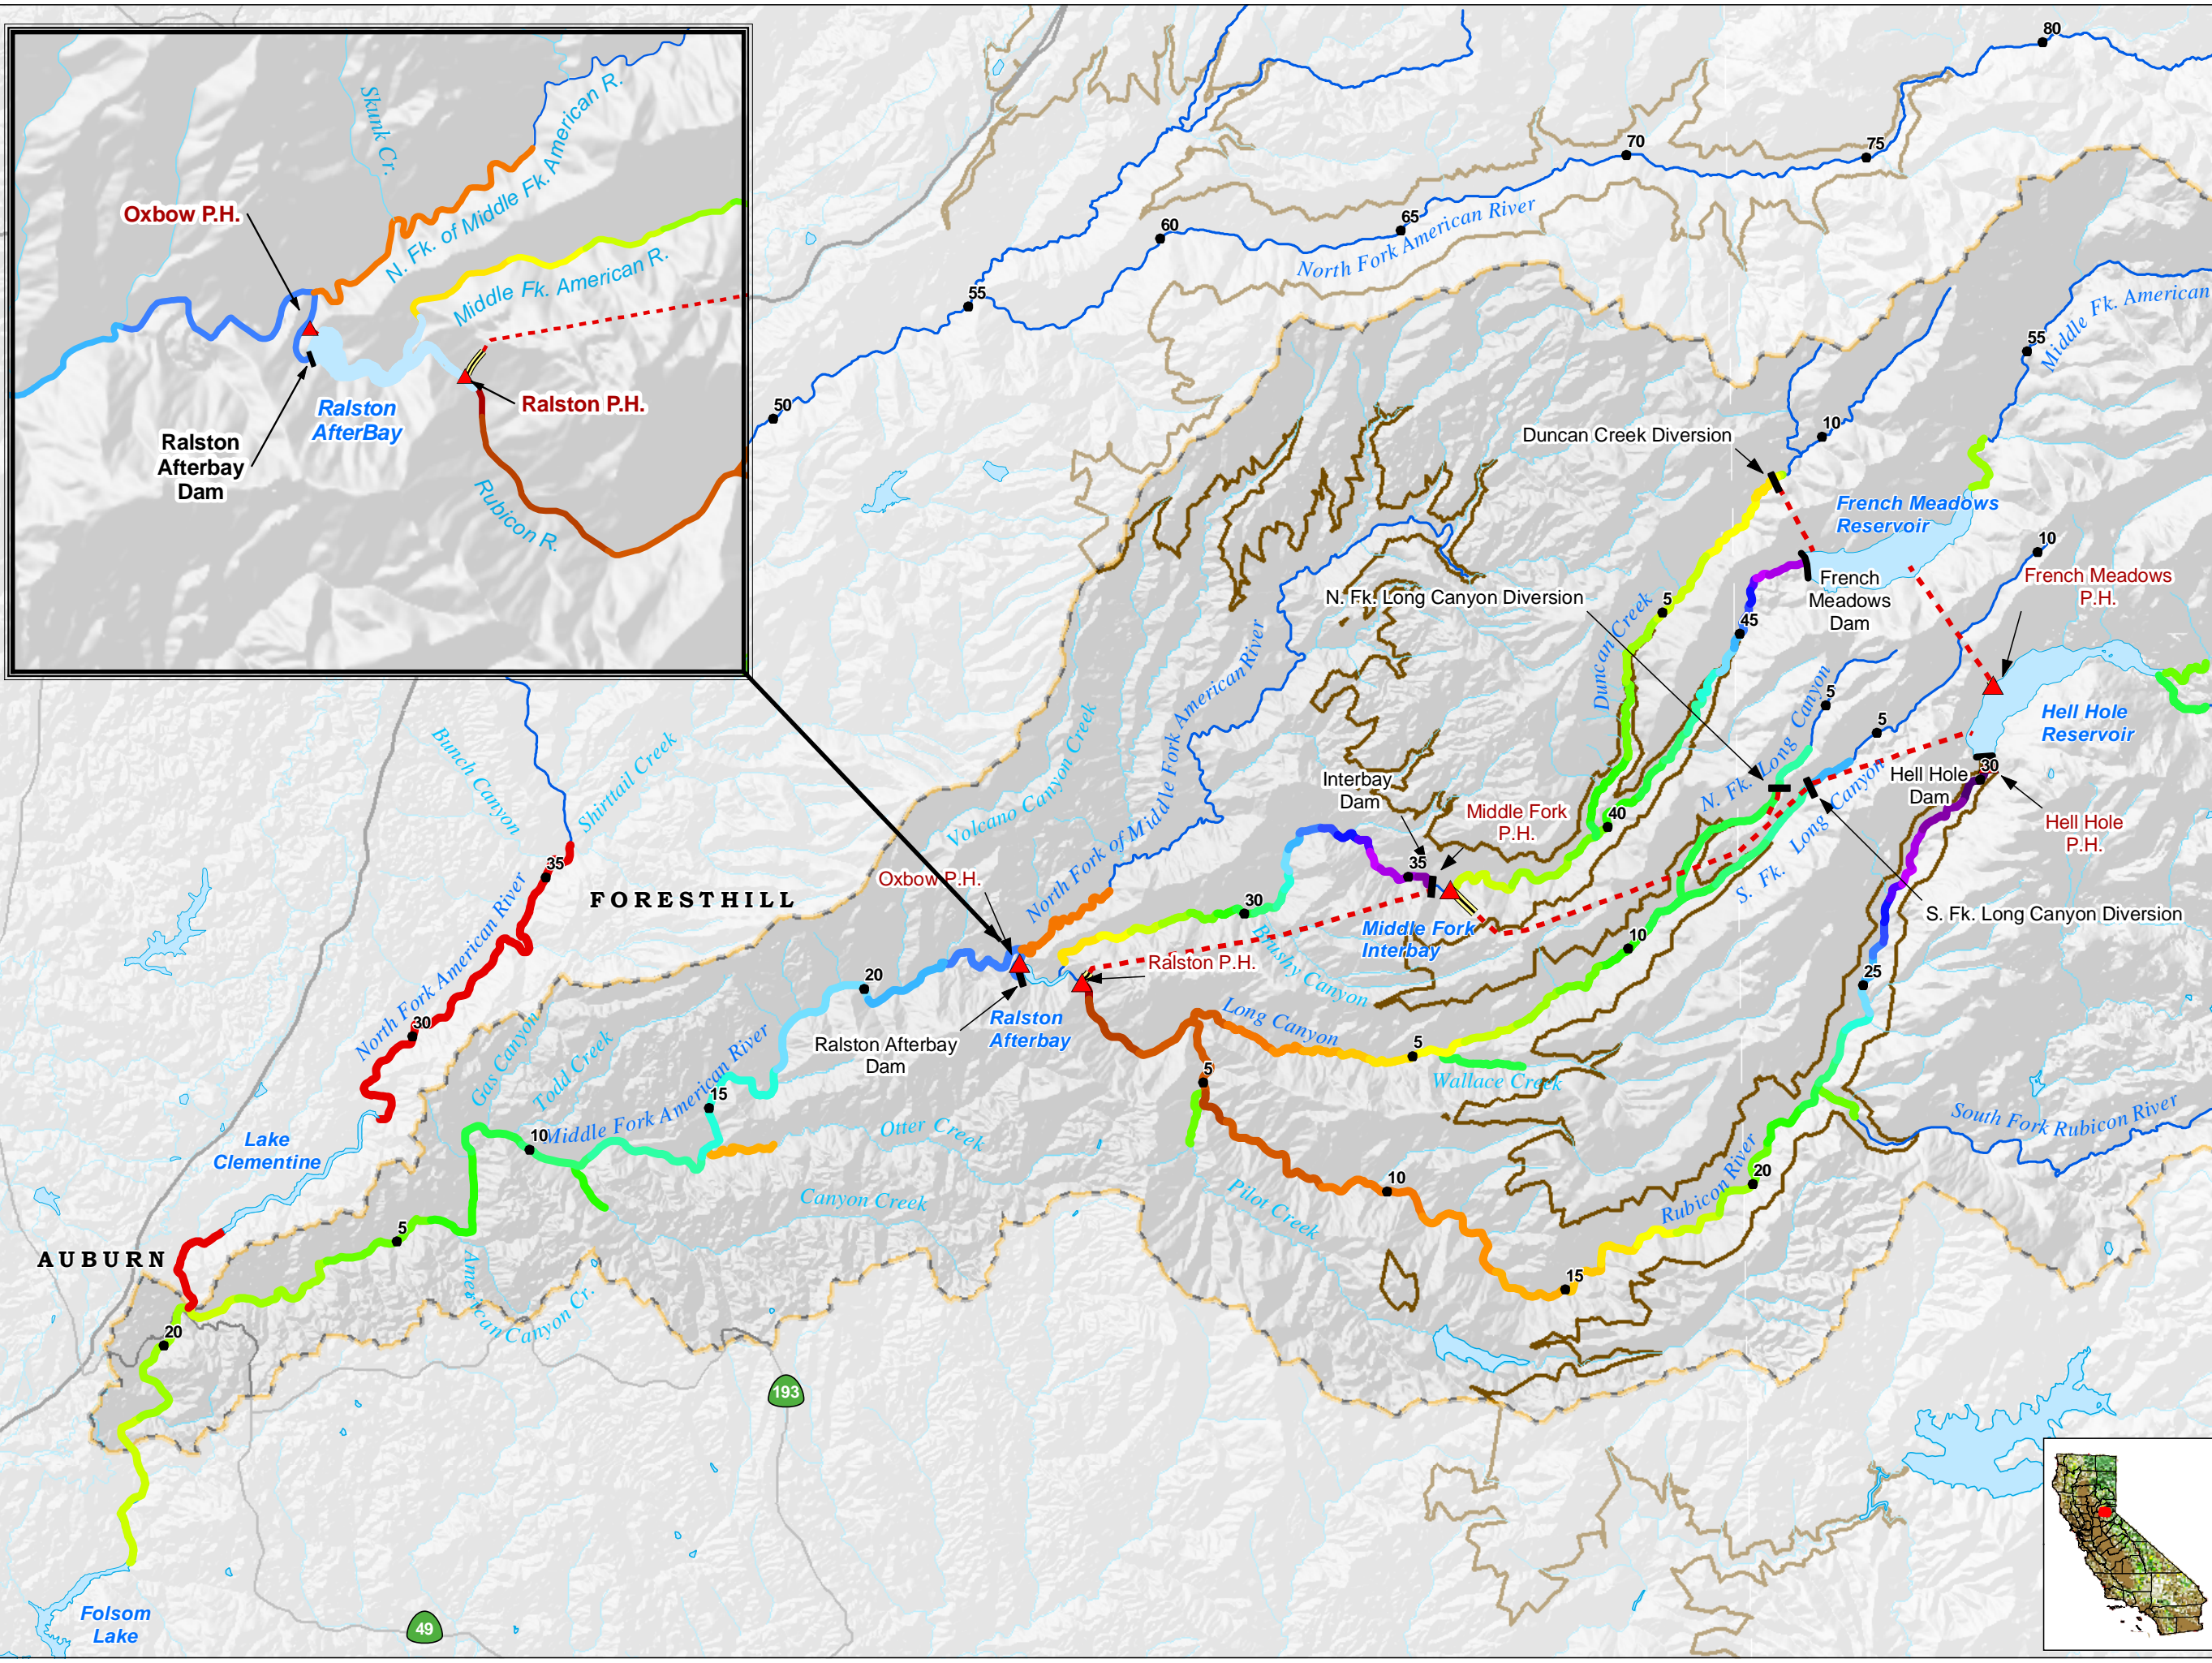 Skunk Cr.
N. Fk. of Middle Fk. American R.
Oxbow P.H.
Middle Fk. American R.
Ralston P.H.
Ralston
AfterBay
Ralston
Afterbay
Dam
Rubicon R.
80
75
70
65
60
55
50
North Fork American River
Middle Fk. American
55
10
Duncan Creek Diversion
French Meadows
Reservoir
10
French Meadows
P.H.
French
Meadows
Dam
N. Fk. Long Canyon Diversion
5
Duncan Creek
45
North Fork of Middle Fork American River
Volcano Canyon Creek
N. Fk. Long Canyon
5
5
Hell Hole
Reservoir
30
Hell Hole
Dam
Hell Hole
P.H.
S. Fk. Long Canyon
S. Fk. Long Canyon Diversion
Interbay
Dam
Middle Fork
P.H.
40
35
30
Middle Fork
Interbay
10
25
Bunch Canyon
Shirttail Creek
35
FORESTHILL
North Fork American River
30
Oxbow P.H.
Ralston P.H.
Brushy Canyon
20
Ralston
Afterbay
Ralston Afterbay
Dam
Long Canyon
5
Wallace Creek
5
Gas Canyon
Todd Creek
15
Middle Fork American River
10
Otter Creek
Canyon Creek
Pilot Creek
10
15
Rubicon River
20
South Fork Rubicon River
Lake
Clementine
5
AUBURN
American Canyon Cr.
20
193
49
Folsom
Lake